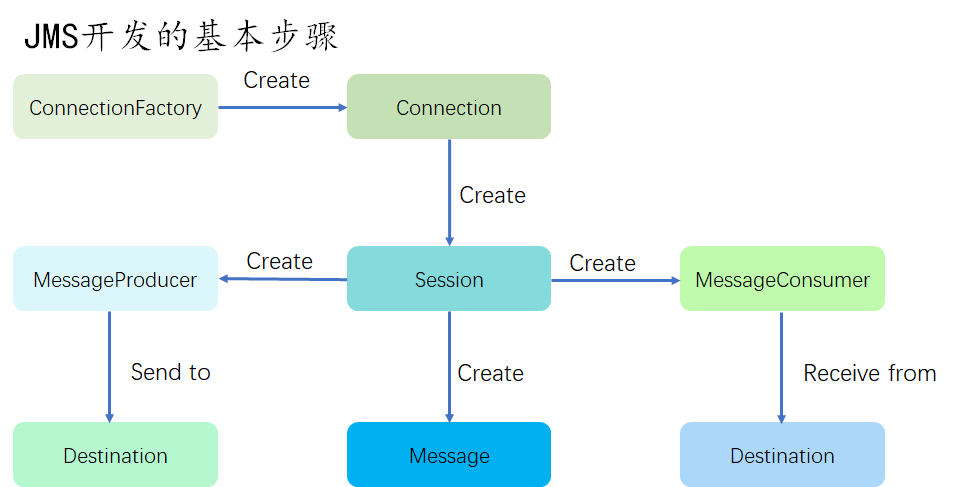 JMS开发的基本步骤
Create
ConnectionFactory
Connection
Create
Create
Create
MessageProducer
Session
MessageConsumer
Send to
Create
Receive from
Destination
Message
Destination